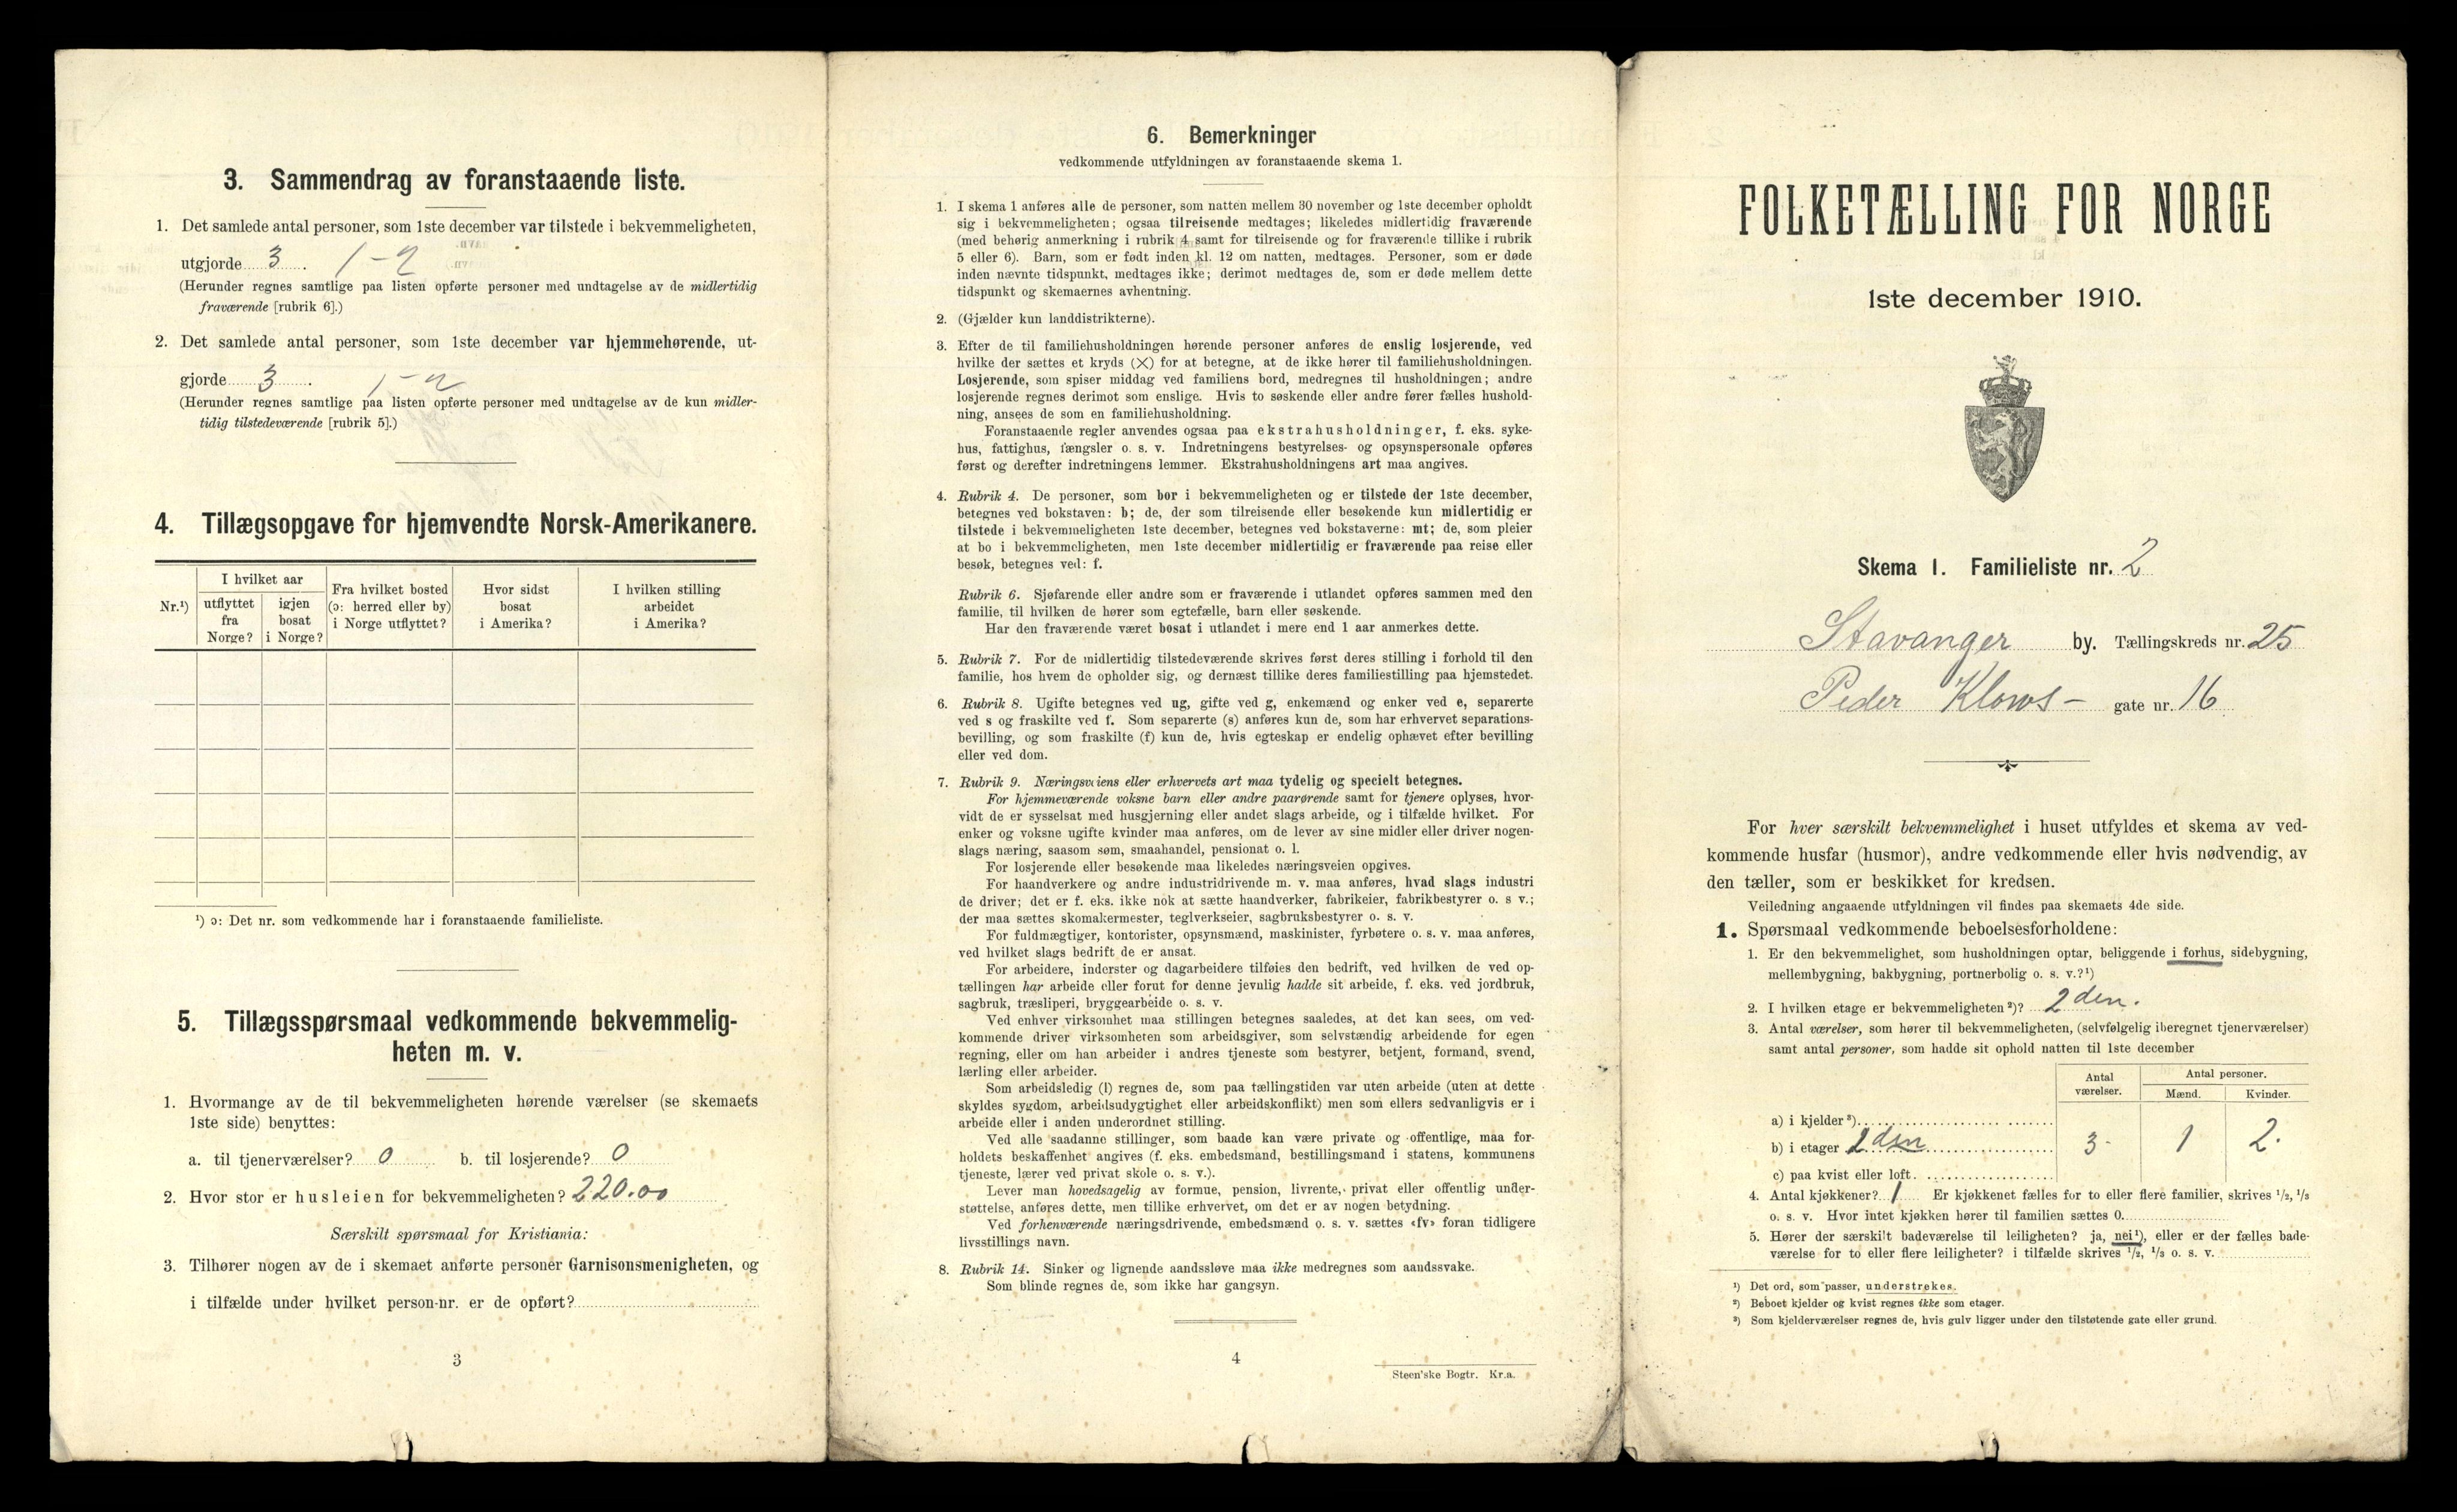 3. Sammendrag av foranstaaende liste.
1. Det samlede antal personer, som 1ste december var tilstede i bekvemmeligheten,
utgjorde 3. 1-2
(Herunder regnes samtlige paa listen opførte personer med undtagelse av de midlertidig
fraværende [rubrik 6].)
2. Det samlede antal personer, som 1ste december var hjemmehørende, ut-
gjorde 3. 1-2
(Herunder regnes samtlige paa listen opførte personer med undtagelse av de kun midler-
tidig tilstedeværende [rubrik 5].)
4. Tillægsopgave for hjemvendte Norsk-Amerikanere.
Nr.¹)
I hvilket aar
utflyttet fra Norge?
igjen bosat i Norge?
Fra hvilket bosted (ɔ: herred eller by) i Norge utflyttet?
Hvor sidst bosat i Amerika?
I hvilken stilling arbeidet i Amerika?
¹) ɔ: Det nr. som vedkommende har i foranstaaende familieliste.
5. Tillægsspørsmaal vedkommende bekvemmelig-
heten m. v.
1. Hvormange av de til bekvemmeligheten hørende værelser (se skemaets
1ste side) benyttes:
a. til tjenerværelser? 0 b. til losjerende? 0
2. Hvor stor er husleien for bekvemmeligheten? 220.00
Særskilt spørsmaal for Kristiania:
3. Tilhører nogen av de i skemaet anførte personer Garnisonsmenigheten, og
i tilfælde under hvilket person-nr. er de opført?
3
6. Bemerkninger
vedkommende utfyldningen av foranstaaende skema 1.
1. I skema 1 anføres alle de personer, som natten mellem 30 november og 1ste december opholdt
sig i bekvemmeligheten; ogsaa tilreisende medtages; likeledes midlertidig fraværende
(med behørig anmerkning i rubrik 4 samt for tilreisende og for fraværende tillike i rubrik
5 eller 6). Barn, som er født inden kl. 12 om natten, medtages. Personer, som er døde
inden nævnte tidspunkt, medtages ikke; derimot medtages de, som er døde mellem dette
tidspunkt og skemaernes avhentning.
2. (Gjælder kun landdistrikterne).
3. Efter de til familiehusholdningen hørende personer anføres de enslig losjerende, ved
hvilke der sættes et kryds (×) for at betegne, at de ikke hører til familiehusholdningen.
Losjerende, som spiser middag ved familiens bord, medregnes til husholdningen; andre
losjerende regnes derimot som enslige. Hvis to søskende eller andre fører fælles hushold-
ning, ansees de som en familiehusholdning.
Foranstaaende regler anvendes ogsaa paa ekstrahusholdninger, f. eks. syke-
hus, fattighus, fængsler o. s. v. Indretningens bestyrelses- og opsynspersonale opføres
først og derefter indretningens lemmer. Ekstrahusholdningens art maa angives.
4. Rubrik 4. De personer, som bor i bekvemmeligheten og er tilstede der 1ste december,
betegnes ved bokstaven: b; de, der som tilreisende eller besøkende kun midlertidig er
tilstede i bekvemmeligheten 1ste december, betegnes ved bokstaverne: mt; de, som pleier
at bo i bekvemmeligheten, men 1ste december midlertidig er fraværende paa reise eller
besøk, betegnes ved: f.
Rubrik 6. Sjøfarende eller andre som er fraværende i utlandet opføres sammen med den
familie, til hvilken de hører som egtefælle, barn eller søskende.
Har den fraværende været bosat i utlandet i mere end 1 aar anmerkes dette.
5. Rubrik 7. For de midlertidig tilstedeværende skrives først deres stilling i forhold til den
familie, hos hvem de opholder sig, og dernæst tillike deres familiestilling paa hjemstedet.
6. Rubrik 8. Ugifte betegnes ved ug, gifte ved g, enkemænd og enker ved e, separerte
ved s og fraskilte ved f. Som separerte (s) anføres kun de, som har erhvervet separations-
bevilling, og som fraskilte (f) kun de, hvis egteskap er endelig ophævet efter bevilling
eller ved dom.
7. Rubrik 9. Næringsveiens eller erhvervets art maa tydelig og specielt betegnes.
For hjemmeværende voksne barn eller andre paarørende samt for tjenere oplyses, hvor-
vidt de er sysselsat med husgjerning eller andet slags arbeide, og i tilfælde hvilket. For
enker og voksne ugifte kvinder maa anføres, om de lever av sine midler eller driver nogen-
slags næring, saasom søm, smaahandel, pensionat o. l.
For losjerende eller besøkende maa likeledes næringsveien opgives.
For haandverkere og andre industridrivende m. v. maa anføres, hvad slags industri
de driver; det er f. eks. ikke nok at sætte haandverker, fabrikeier, fabrikbestyrer o. s v.;
der maa sættes skomakermester, teglverkseier, sagbruksbestyrer o. s. v.
For fuldmægtiger, kontorister, opsynsmænd, maskinister, fyrbøtere o. s. v. maa anføres,
ved hvilket slags bedrift de er ansat.
For arbeidere, inderster og dagarbeidere tilføies den bedrift, ved hvilken de ved op-
tællingen har arbeide eller forut for denne jevnlig hadde sit arbeide, f. eks. ved jordbruk,
sagbruk, træsliperi, bryggearbeide o. s. v.
Ved enhver virksomhet maa stillingen betegnes saaledes, at det kan sees, om ved-
kommende driver virksomheten som arbeidsgiver, som selvstændig arbeidende for egen
regning, eller om han arbeider i andres tjeneste som bestyrer, betjent, formand, svend,
lærling eller arbeider.
Som arbeidsledig (l) regnes de, som paa tællingstiden var uten arbeide (uten at dette
skyldes sygdom, arbeidsudygtighet eller arbeidskonflikt) men som ellers sedvanligvis er i
arbeide eller i anden underordnet stilling.
Ved alle saadanne stillinger, som baade kan være private og offentlige, maa for-
holdets beskaffenhet angives (f. eks. embedsmand, bestillingsmand i statens, kommunens
tjeneste, lærer ved privat skole o. s. v.).
Lever man hovedsagelig av formue, pension, livrente, privat eller offentlig under-
støttelse, anføres dette, men tillike erhvervet, om det er av nogen betydning.
Ved forhenværende næringsdrivende, embedsmænd o. s. v. sættes «fv» foran tidligere
livsstillings navn.
8. Rubrik 14. Sinker og lignende aandssløve maa ikke medregnes som aandssvake.
Som blinde regnes de, som ikke har gangsyn.
4
Steen'ske Bogtr. Kr.a.
FOLKETÆLLING FOR NORGE
1ste december 1910.
Skema 1. Familieliste nr. 2
Stavanger by. Tællingskreds nr. 25
Peder Klows- gate nr. 16
For hver særskilt bekvemmelighet i huset utfyldes et skema av ved-
kommende husfar (husmor), andre vedkommende eller hvis nødvendig, av
den tæller, som er beskikket for kredsen.
Veiledning angaaende utfyldningen vil findes paa skemaets 4de side.
1. Spørsmaal vedkommende beboelsesforholdene:
1. Er den bekvemmelighet, som husholdningen optar, beliggende i forhus, sidebygning,
mellembygning, bakbygning, portnerbolig o. s. v.?¹)
2. I hvilken etage er bekvemmeligheten²)? 2den.
3. Antal værelser, som hører til bekvemmeligheten, (selvfølgelig iberegnet tjenerværelser)
samt antal personer, som hadde sit ophold natten til 1ste december
Antal værelser. Antal personer.
Mænd. Kvinder.
a) i kjelder³)
b) i etager 2den 3- 1 2.
c) paa kvist eller loft
4. Antal kjøkkener? 1 Er kjøkkenet fælles for to eller flere familier, skrives 1/2, 1/3
o. s. v. Hvor intet kjøkken hører til familien sættes 0.
5. Hører der særskilt badeværelse til leiligheten? ja, nei¹), eller er der fælles bade-
værelse for to eller flere leiligheter? i tilfælde skrives 1/2, 1/3 o. s. v.
¹) Det ord, som passer, understrekes.
²) Beboet kjelder og kvist regnes ikke som etager.
³) Som kjelderværelser regnes de, hvis gulv ligger under den tilstøtende gate eller grund.